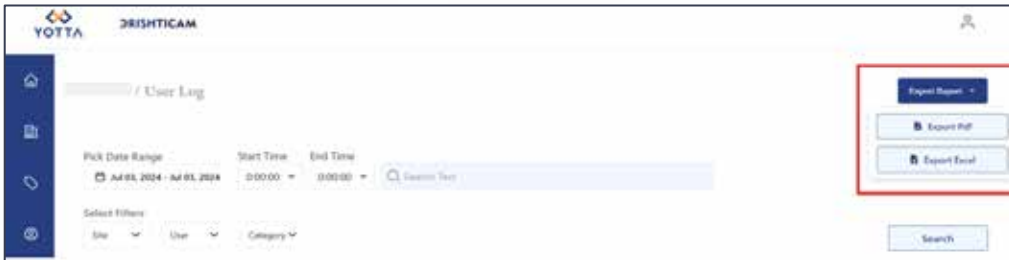 YOTTA
DRISHTICAM
/ User Log
Export Report
Export Pdf
Export Excel
Pick Date Range
Start Time
End Time
Jul 03, 2024 - Jul 03, 2024
0:00:00
0:00:00
Search Text
Select Filters
Site
User
Category
Search